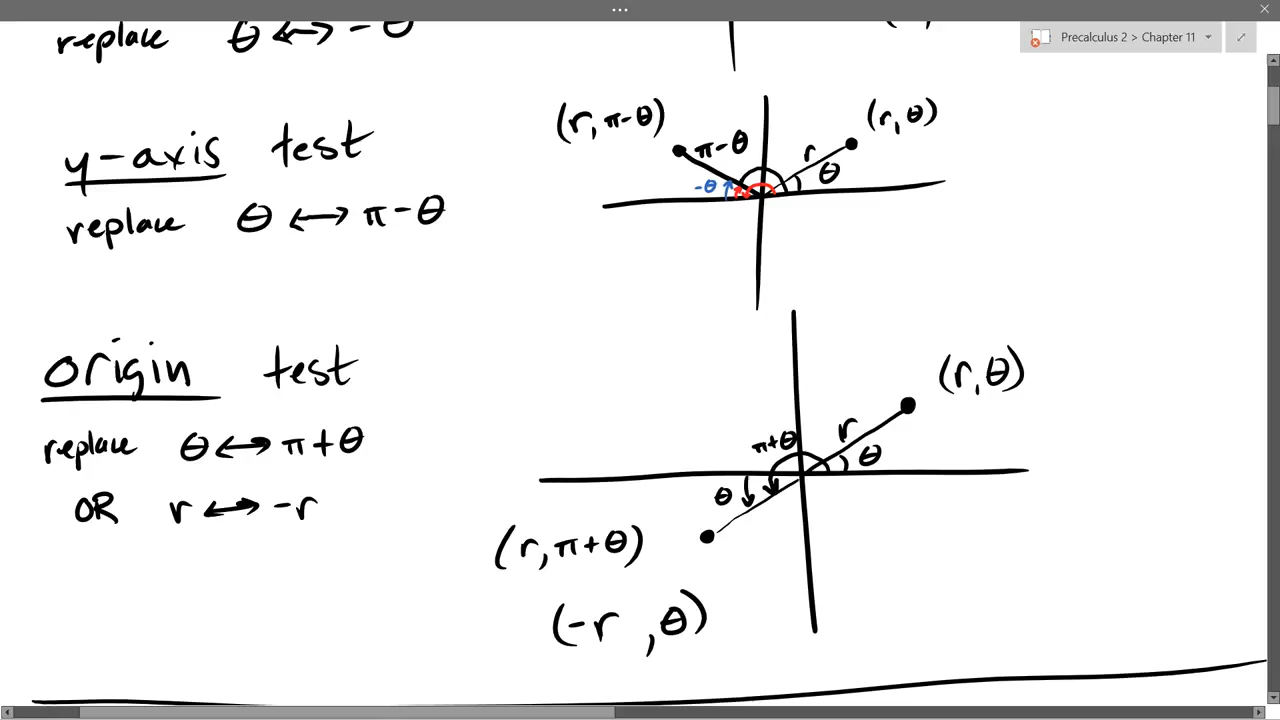 Precalculus 2 > Chapter 11
replace θ ↔ -θ
y-axis test
replace θ ↔ π-θ
(r, π-θ)
(r, θ)
π-θ
r
θ
-θ
origin test
replace θ ↔ π+θ
OR r ↔ -r
(r, θ)
r
π+θ
θ
θ
(r, π+θ)
(-r , θ)